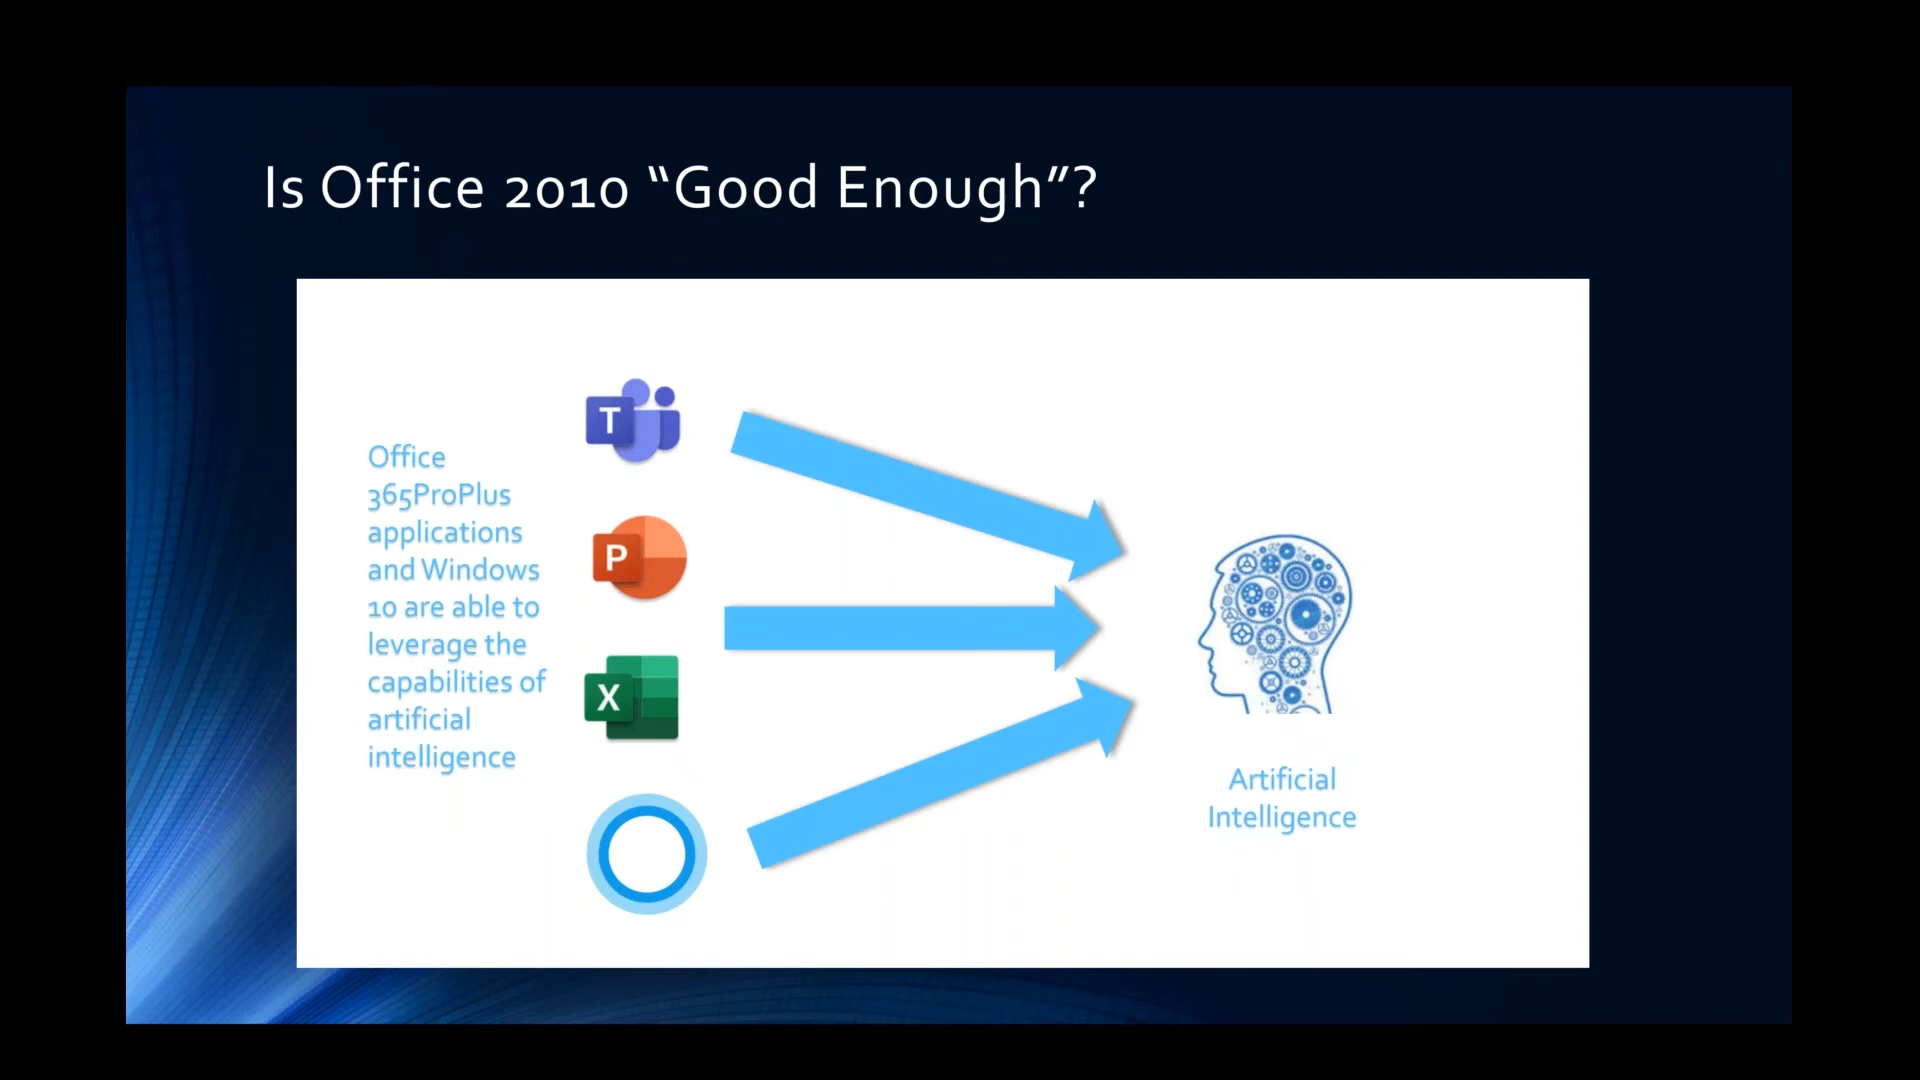 Is Office 2010 “Good Enough”?
Office
365ProPlus
applications
and Windows
10 are able to
leverage the
capabilities of
artificial
intelligence
T
P
X
Artificial
Intelligence